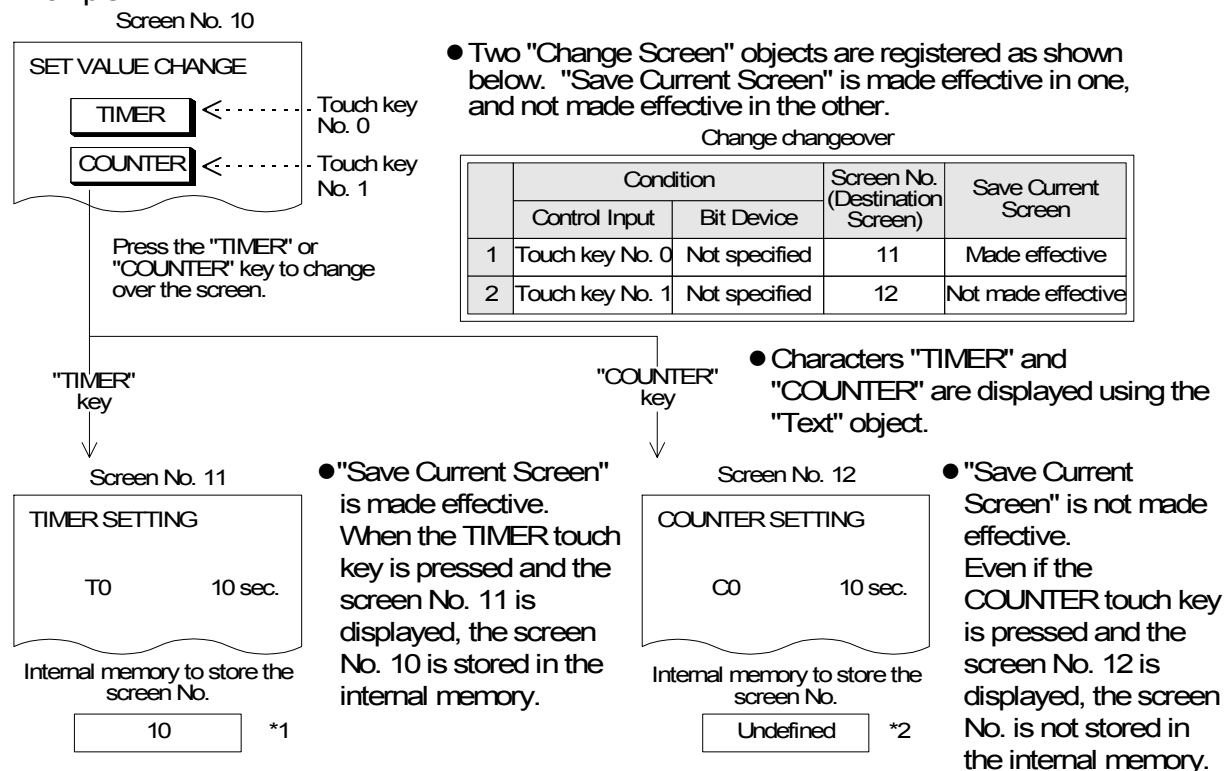 Screen No. 10
SET VALUE CHANGE
TIMER
Touch key
No. 0
COUNTER
Touch key
No. 1
Press the "TIMER" or
"COUNTER" key to change
over the screen.
● Two "Change Screen" objects are registered as shown
below. "Save Current Screen" is made effective in one,
and not made effective in the other.
Change changeover
Condition
Screen No.
(Destination
Screen)
Save Current
Screen
Control Input
Bit Device
1 Touch key No. 0 Not specified 11 Made effective
2 Touch key No. 1 Not specified 12 Not made effective
● Characters "TIMER" and
"COUNTER" are displayed using the
"Text" object.
"TIMER"
key
"COUNTER"
key
Screen No. 11
TIMER SETTING
T0 10 sec.
Internal memory to store the
screen No.
10 *1
●"Save Current Screen"
is made effective.
When the TIMER touch
key is pressed and the
screen No. 11 is
displayed, the screen
No. 10 is stored in the
internal memory.
Screen No. 12
COUNTER SETTING
C0 10 sec.
Internal memory to store the
screen No.
Undefined *2
● "Save Current
Screen" is not made
effective.
Even if the
COUNTER touch key
is pressed and the
screen No. 12 is
displayed, the screen
No. is not stored in
the internal memory.